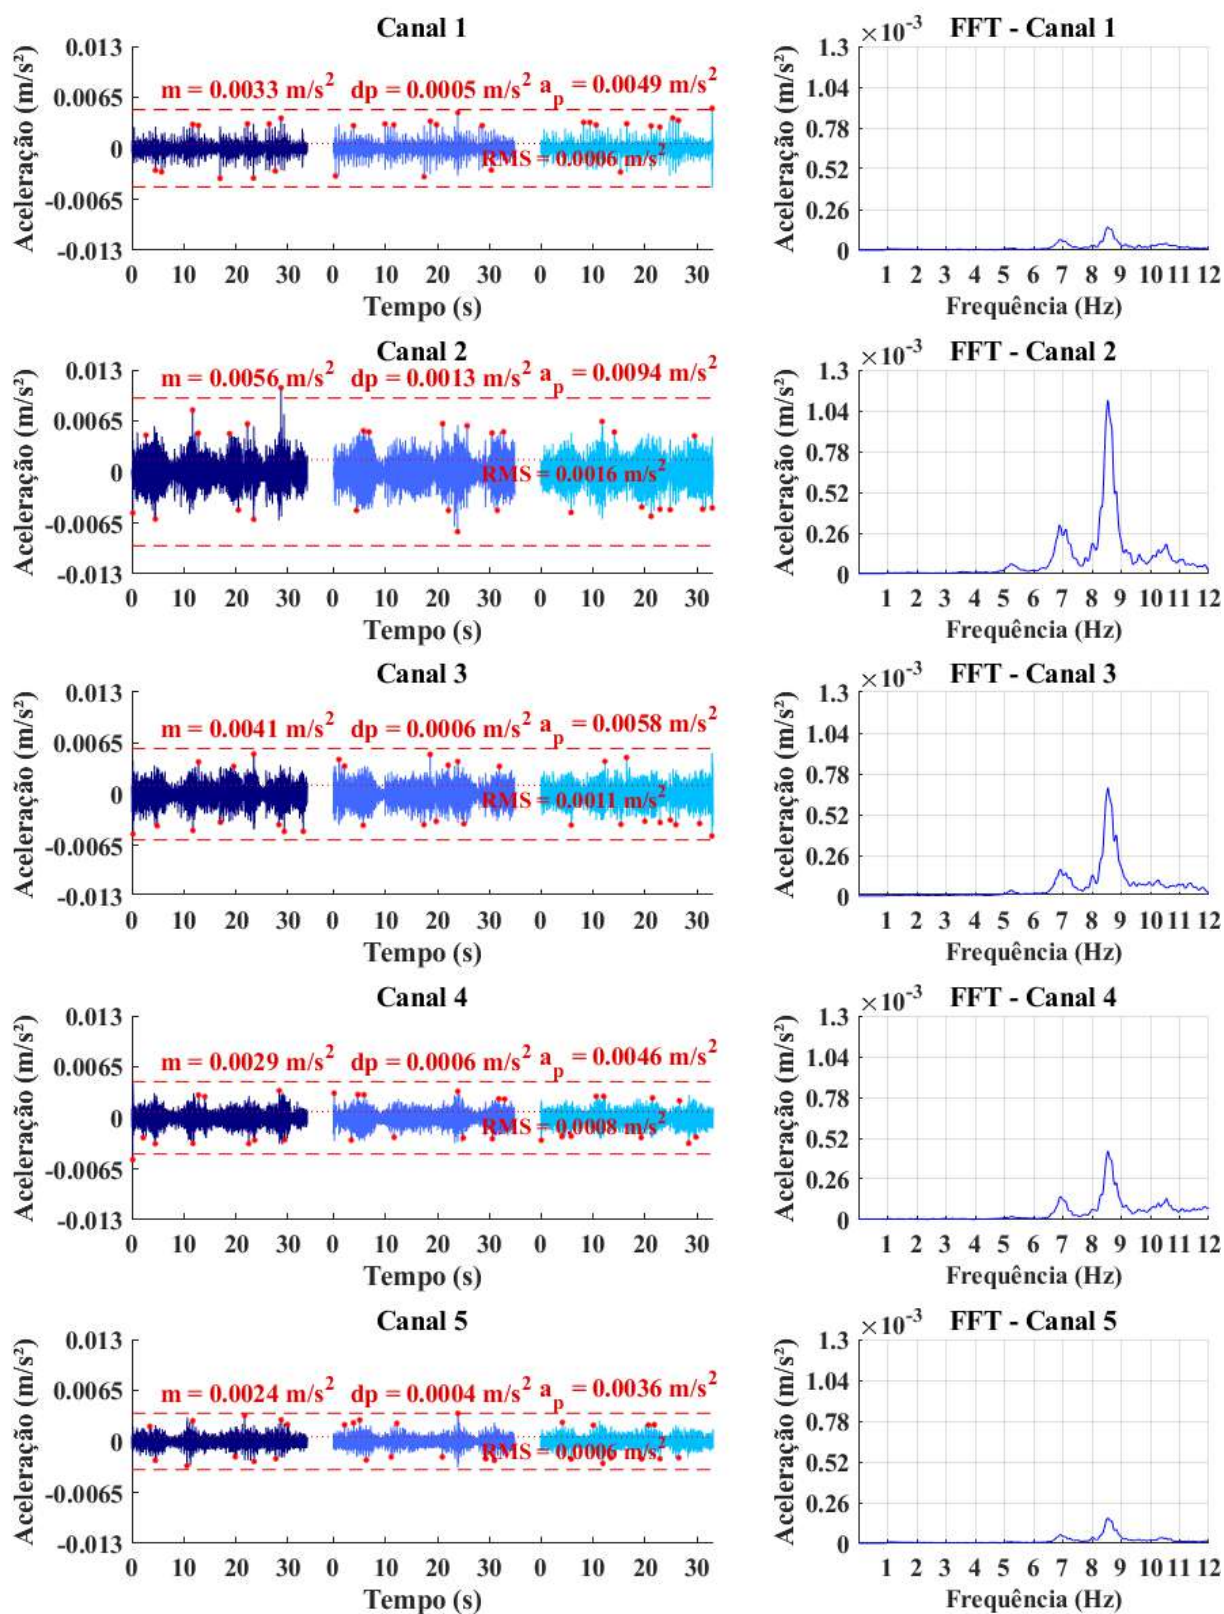 Canal 1
Aceleração (m/s²)
0.013
0.0065
0
-0.0065
-0.013
m = 0.0033 m/s² dp = 0.0005 m/s² a_p = 0.0049 m/s²
RMS = 0.0006 m/s²
0 10 20 30 0 10 20 30 0 10 20 30
Tempo (s)
×10⁻³ FFT - Canal 1
Aceleração (m/s²)
1.3
1.04
0.78
0.52
0.26
0
1 2 3 4 5 6 7 8 9 10 11 12
Frequência (Hz)
Canal 2
Aceleração (m/s²)
0.013
0.0065
0
-0.0065
-0.013
m = 0.0056 m/s² dp = 0.0013 m/s² a_p = 0.0094 m/s²
RMS = 0.0016 m/s²
0 10 20 30 0 10 20 30 0 10 20 30
Tempo (s)
×10⁻³ FFT - Canal 2
Aceleração (m/s²)
1.3
1.04
0.78
0.52
0.26
0
1 2 3 4 5 6 7 8 9 10 11 12
Frequência (Hz)
Canal 3
Aceleração (m/s²)
0.013
0.0065
0
-0.0065
-0.013
m = 0.0041 m/s² dp = 0.0006 m/s² a_p = 0.0058 m/s²
RMS = 0.0011 m/s²
0 10 20 30 0 10 20 30 0 10 20 30
Tempo (s)
×10⁻³ FFT - Canal 3
Aceleração (m/s²)
1.3
1.04
0.78
0.52
0.26
0
1 2 3 4 5 6 7 8 9 10 11 12
Frequência (Hz)
Canal 4
Aceleração (m/s²)
0.013
0.0065
0
-0.0065
-0.013
m = 0.0029 m/s² dp = 0.0006 m/s² a_p = 0.0046 m/s²
RMS = 0.0008 m/s²
0 10 20 30 0 10 20 30 0 10 20 30
Tempo (s)
×10⁻³ FFT - Canal 4
Aceleração (m/s²)
1.3
1.04
0.78
0.52
0.26
0
1 2 3 4 5 6 7 8 9 10 11 12
Frequência (Hz)
Canal 5
Aceleração (m/s²)
0.013
0.0065
0
-0.0065
-0.013
m = 0.0024 m/s² dp = 0.0004 m/s² a_p = 0.0036 m/s²
RMS = 0.0006 m/s²
0 10 20 30 0 10 20 30 0 10 20 30
Tempo (s)
×10⁻³ FFT - Canal 5
Aceleração (m/s²)
1.3
1.04
0.78
0.52
0.26
0
1 2 3 4 5 6 7 8 9 10 11 12
Frequência (Hz)